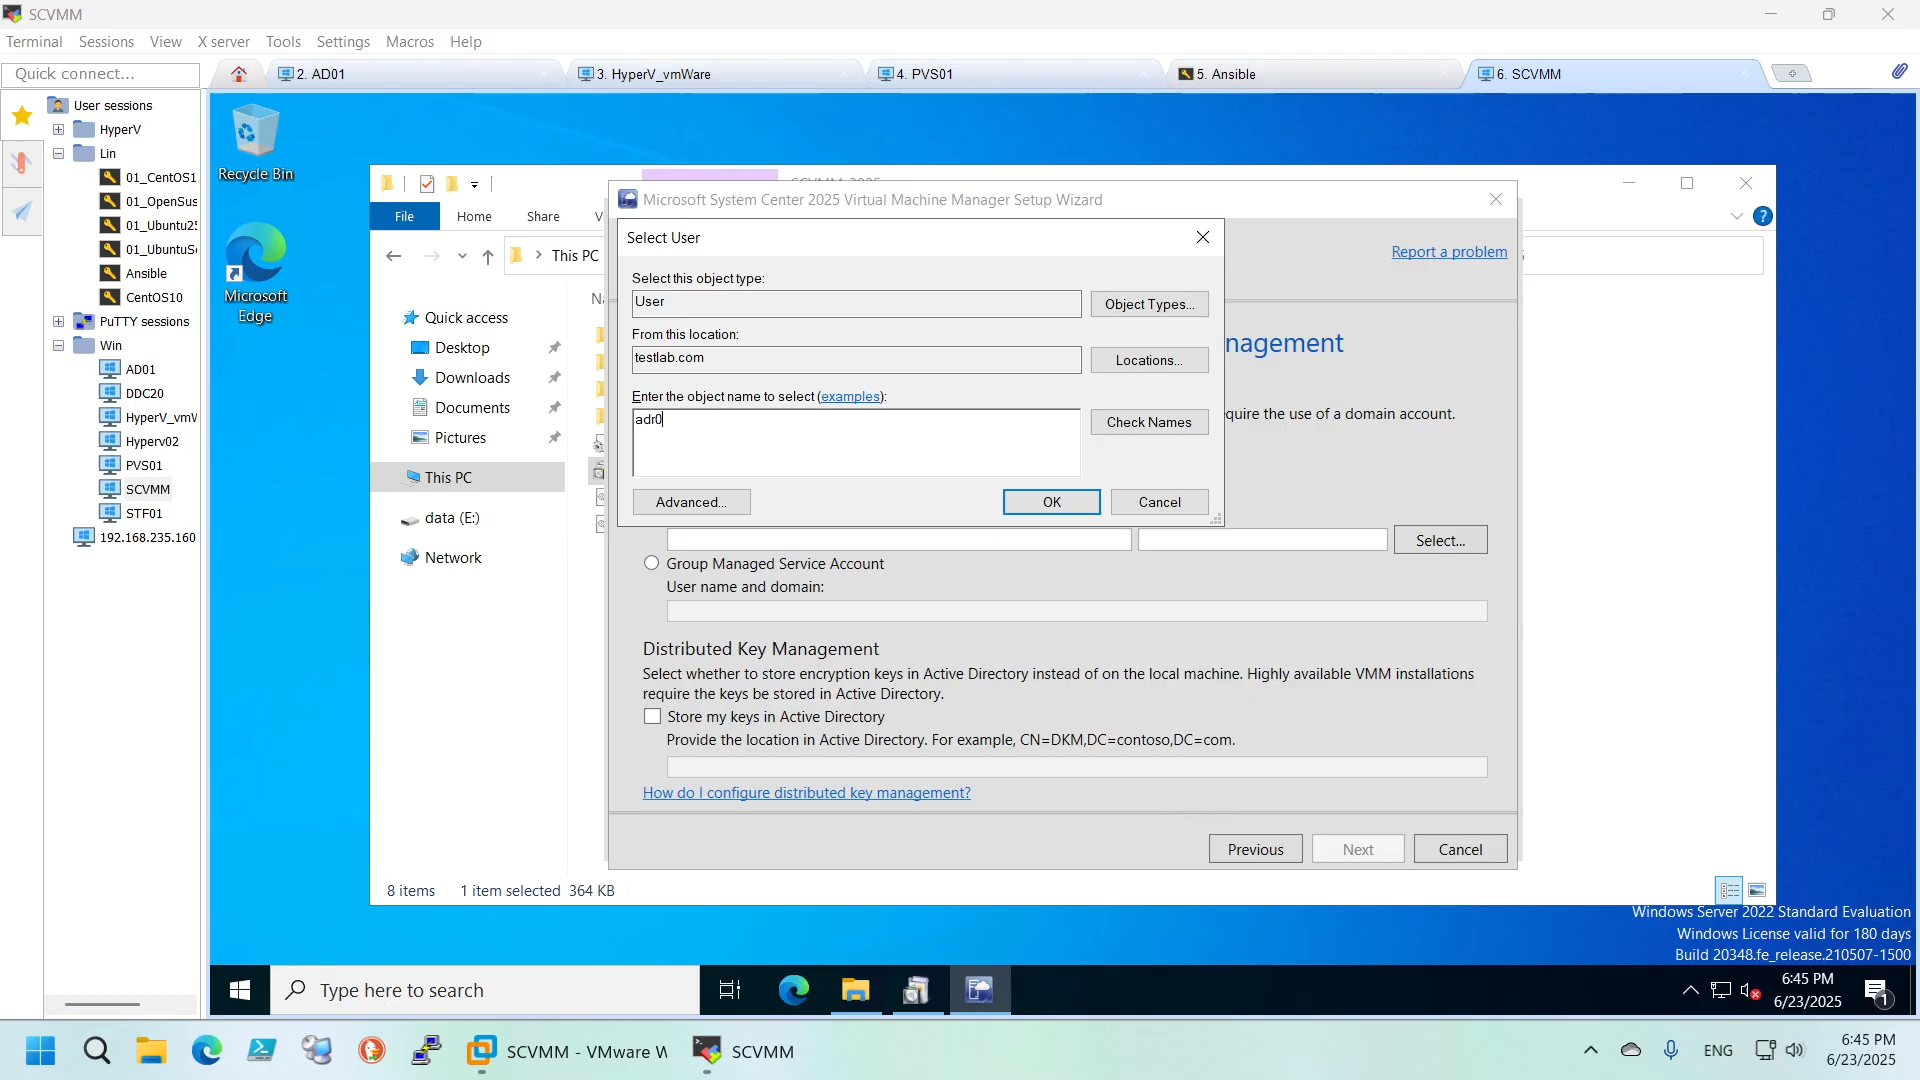 SCVMM
Terminal Sessions View X server Tools Settings Macros Help
Quick connect...
2. AD01
3. HyperV_vmWare
4. PVS01
5. Ansible
6. SCVMM
User sessions
HyperV
Lin
01_CentOS1
01_OpenSus
01_Ubuntu25
01_UbuntuSe
Ansible
CentOS10
PuTTY sessions
Win
AD01
DDC20
HyperV_vmW
Hyperv02
PVS01
SCVMM
STF01
192.168.235.160
Recycle Bin
Microsoft
Edge
File Home Share V
This PC
Quick access
Desktop
Downloads
Documents
Pictures
This PC
data (E:)
Network
8 items 1 item selected 364 KB
Microsoft System Center 2025 Virtual Machine Manager Setup Wizard
Report a problem
Select User
Select this object type:
User
Object Types...
From this location:
testlab.com
Locations...
Enter the object name to select (examples):
adr0
Check Names
Advanced... OK Cancel
nagement
quire the use of a domain account.
Select...
Group Managed Service Account
User name and domain:
Distributed Key Management
Select whether to store encryption keys in Active Directory instead of on the local machine. Highly available VMM installations
require the keys be stored in Active Directory.
Store my keys in Active Directory
Provide the location in Active Directory. For example, CN=DKM,DC=contoso,DC=com.
How do I configure distributed key management?
Previous Next Cancel
Windows Server 2022 Standard Evaluation
Windows License valid for 180 days
Build 20348.fe_release.210507-1500
Type here to search
6:45 PM
6/23/2025
1
SCVMM - VMware W
SCVMM
ENG
6:45 PM
6/23/2025